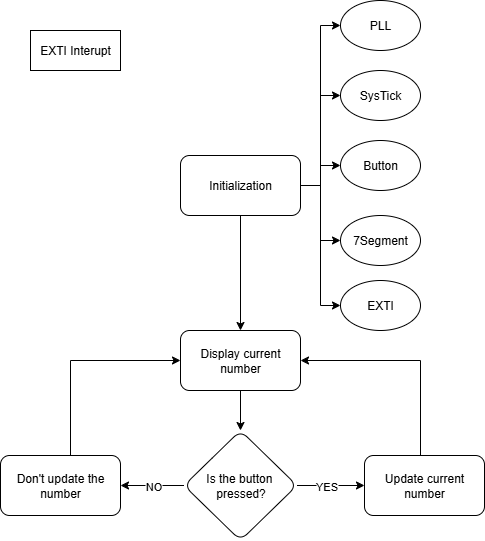 PLL
EXTI Interupt
SysTick
Button
Initialization
7Segment
EXTI
Display current
number
Don't update the
number
NO
Is the button
pressed?
YES
Update current
number